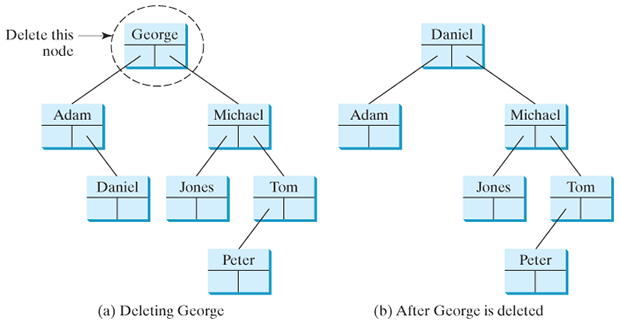 Delete this
node
George
Adam
Michael
Daniel
Jones
Tom
Peter
(a) Deleting George
Daniel
Adam
Michael
Jones
Tom
Peter
(b) After George is deleted